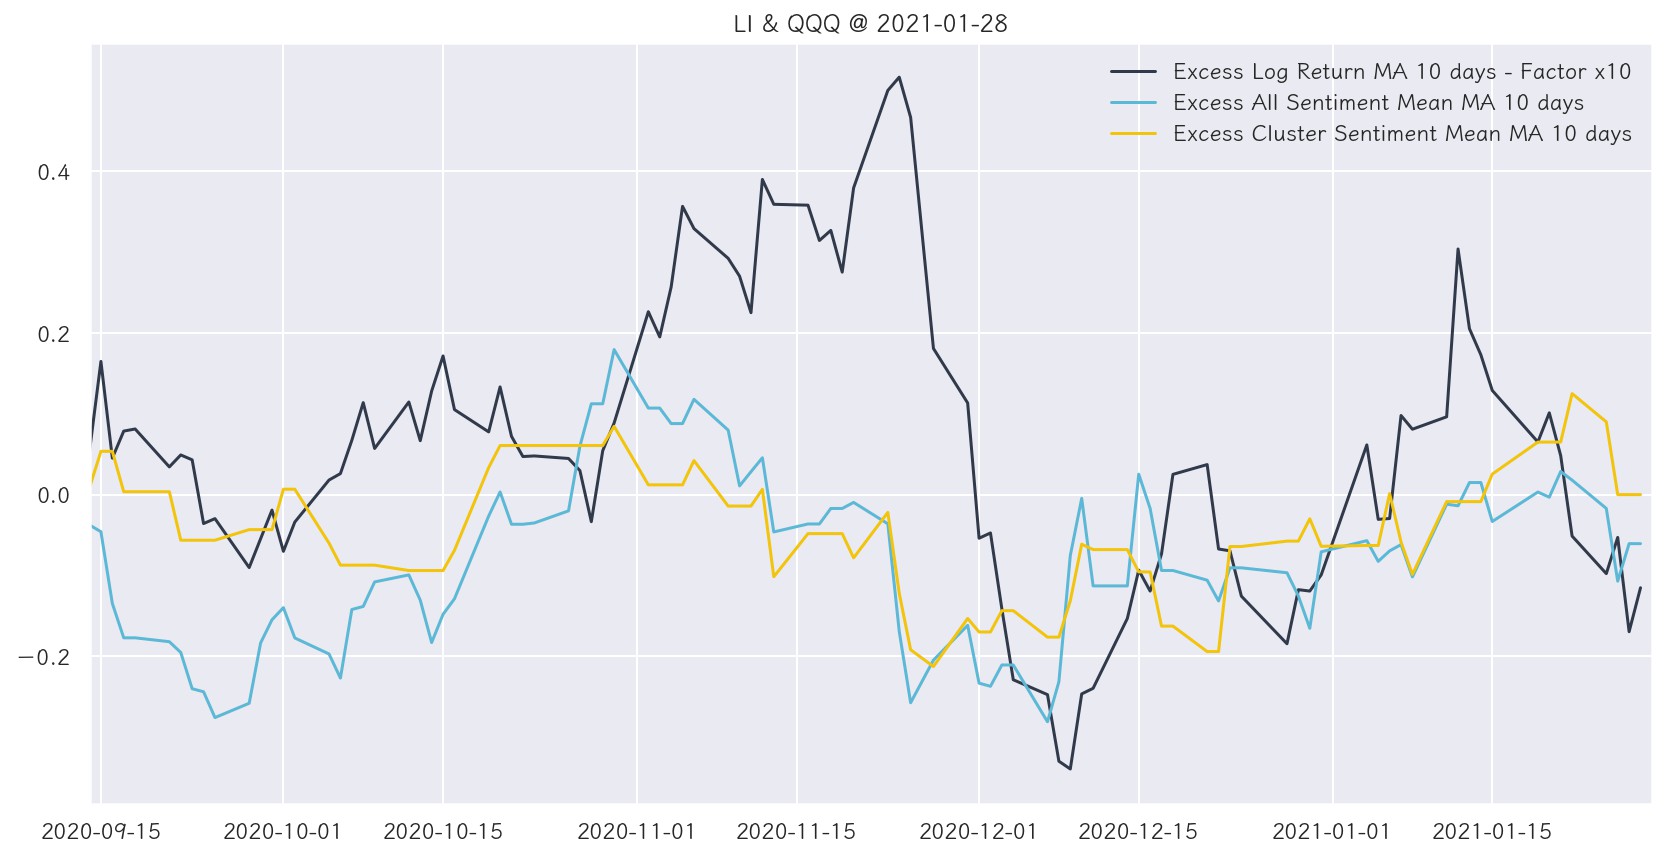 LI & QQQ @ 2021-01-28
Excess Log Return MA 10 days - Factor x10
Excess All Sentiment Mean MA 10 days
Excess Cluster Sentiment Mean MA 10 days
0.4
0.2
0.0
−0.2
2020-09-15 2020-10-01 2020-10-15 2020-11-01 2020-11-15 2020-12-01 2020-12-15 2021-01-01 2021-01-15